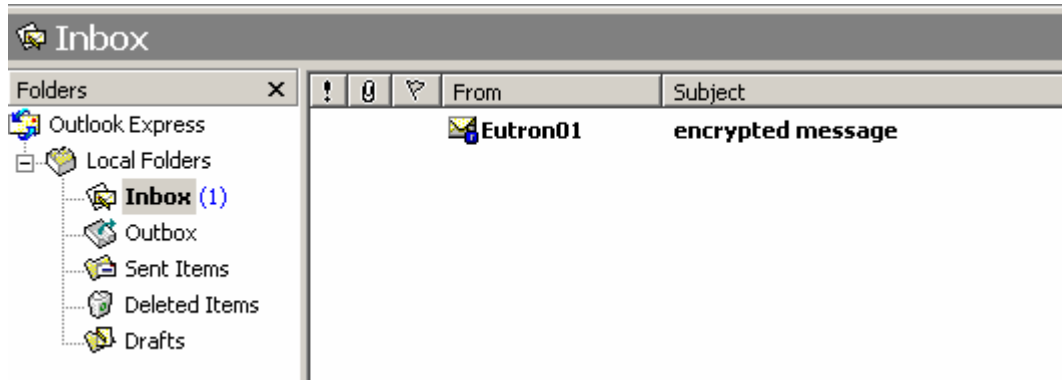 Inbox
Folders × ! From Subject
Outlook Express Eutron01 encrypted message
Local Folders
Inbox (1)
Outbox
Sent Items
Deleted Items
Drafts